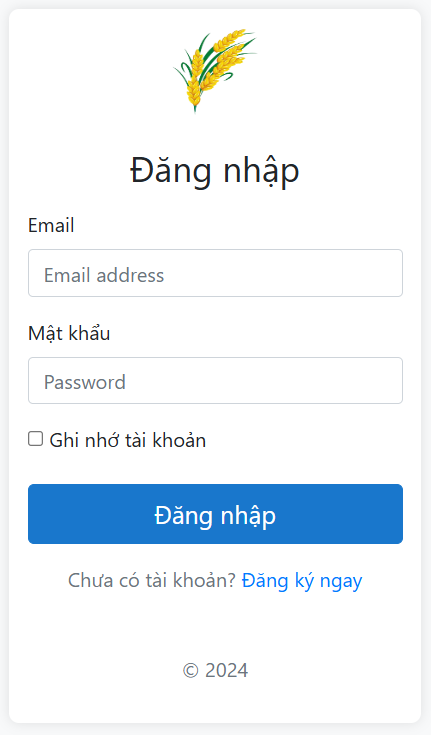 Đăng nhập
Email
Email address
Mật khẩu
Password
Ghi nhớ tài khoản
Đăng nhập
Chưa có tài khoản? Đăng ký ngay
© 2024